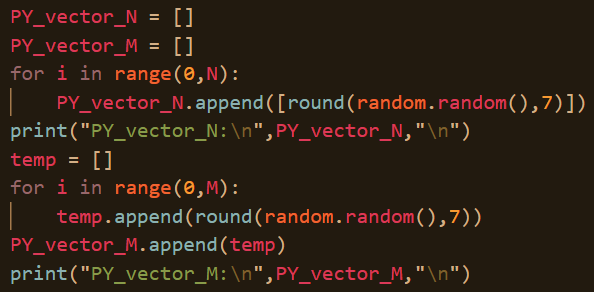 PY_vector_N = []
PY_vector_M = []
for i in range(0,N):
    PY_vector_N.append([round(random.random(),7)])
print("PY_vector_N:\n",PY_vector_N,"\n")
temp = []
for i in range(0,M):
    temp.append(round(random.random(),7))
PY_vector_M.append(temp)
print("PY_vector_M:\n",PY_vector_M,"\n")